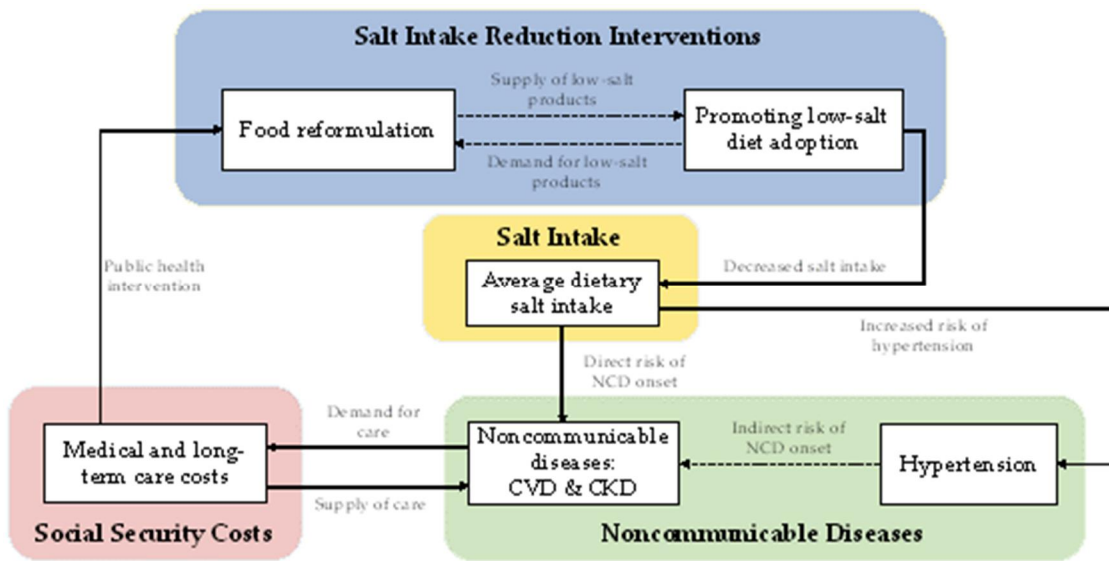 Salt Intake Reduction Interventions
Supply of low-salt
products
Food reformulation
Promoting low-salt
diet adoption
Demand for low-salt
products
Salt Intake
Public health
intervention
Average dietary
salt intake
Decreased salt intake
Increased risk of
hypertension
Direct risk of
NCD onset
Demand for
care
Medical and long-
term care costs
Noncommunicable
diseases:
CVD & CKD
Indirect risk of
NCD onset
Hypertension
Supply of care
Social Security Costs
Noncommunicable Diseases